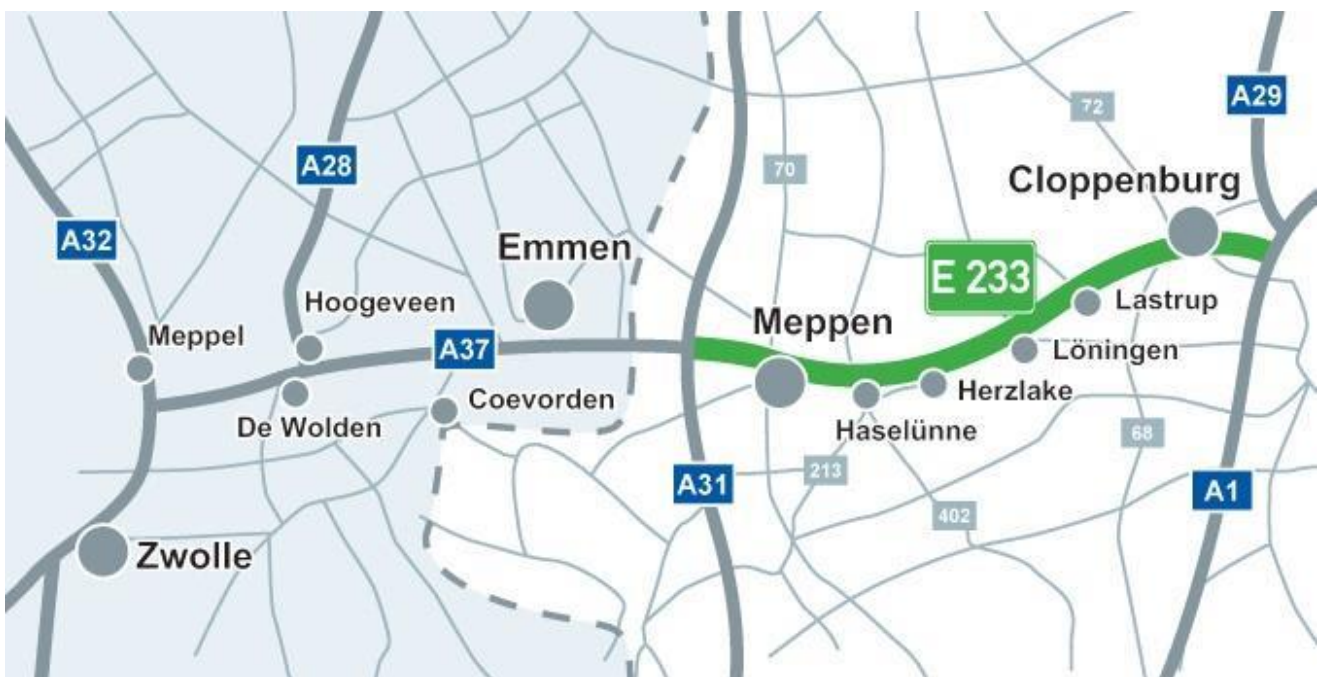 A29
72
A28
70
Cloppenburg
A32
Emmen
E 233
Hoogeveen
Lastrup
Meppen
Meppel
A37
Löningen
Herzlake
Coevorden
De Wolden
Haselünne
68
213
A31
A1
402
Zwolle